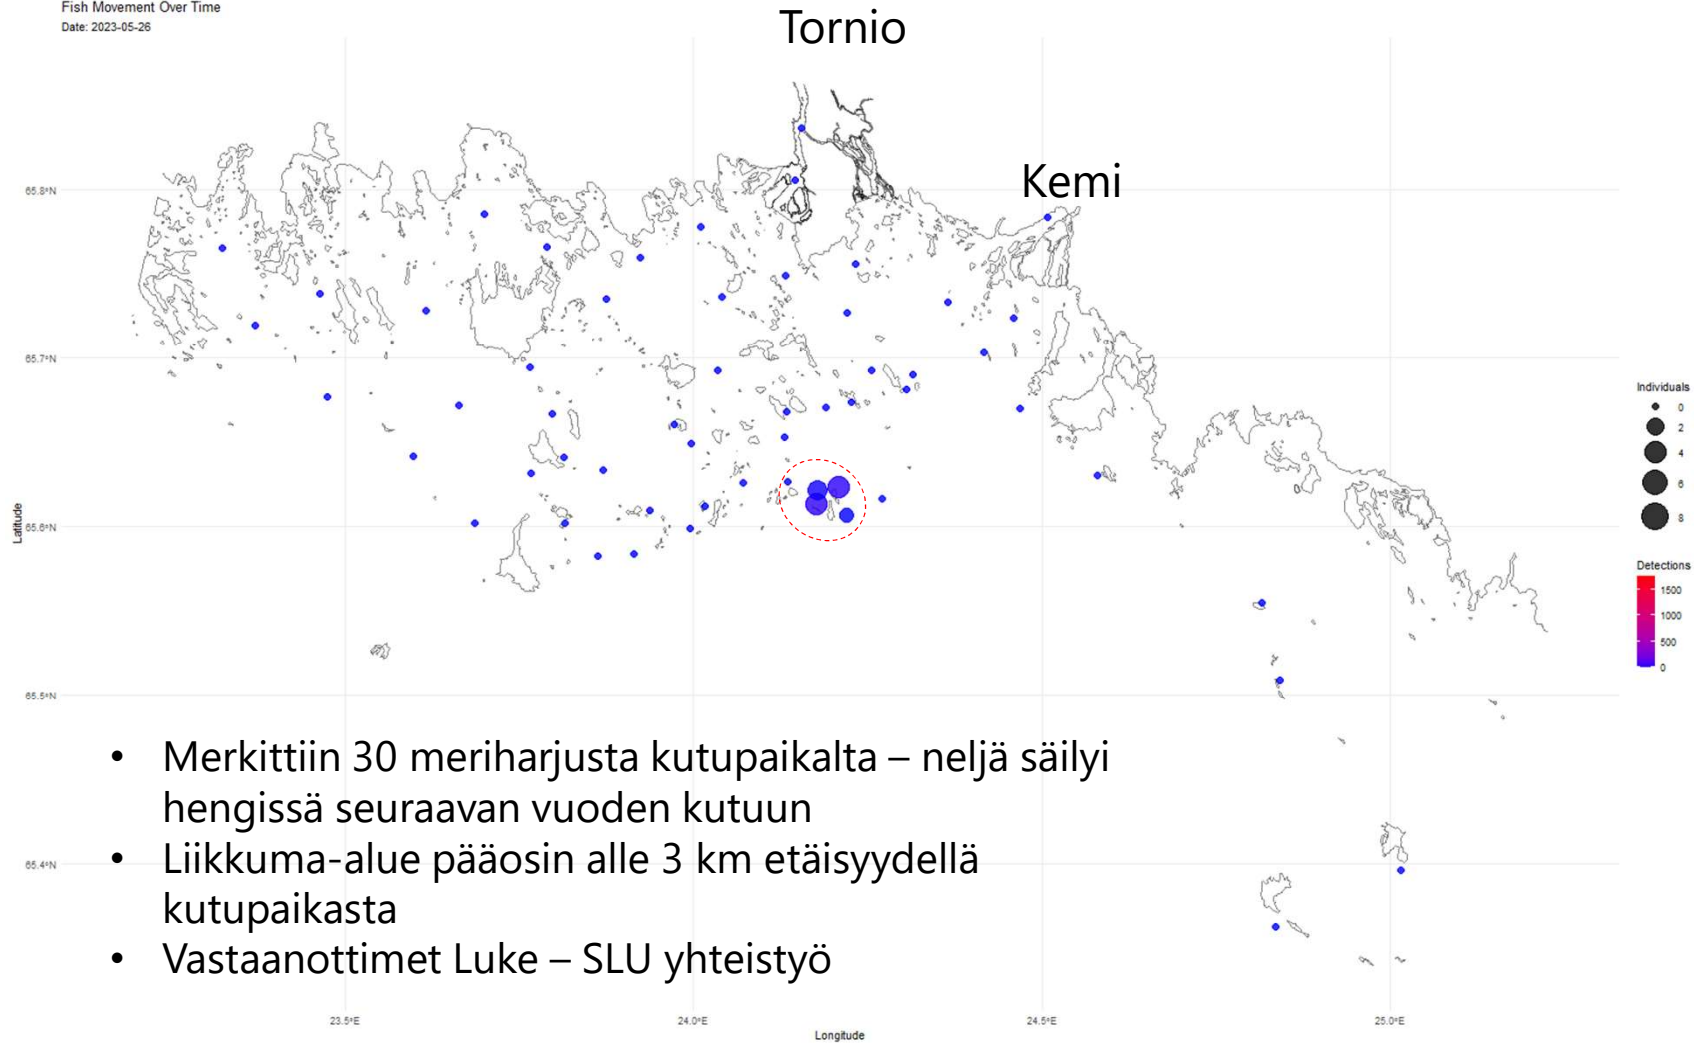 Fish Movement Over Time
Date: 2023-05-26
Tornio
Kemi
65.8°N
65.7°N
65.6°N
65.5°N
65.4°N
Latitude
Individuals
0
2
4
6
8
Detections
1500
1000
500
0
• Merkittiin 30 meriharjusta kutupaikalta – neljä säilyi
hengissä seuraavan vuoden kutuun
• Liikkuma-alue pääosin alle 3 km etäisyydellä
kutupaikasta
• Vastaanottimet Luke – SLU yhteistyö
23.5°E
24.0°E
24.5°E
25.0°E
Longitude